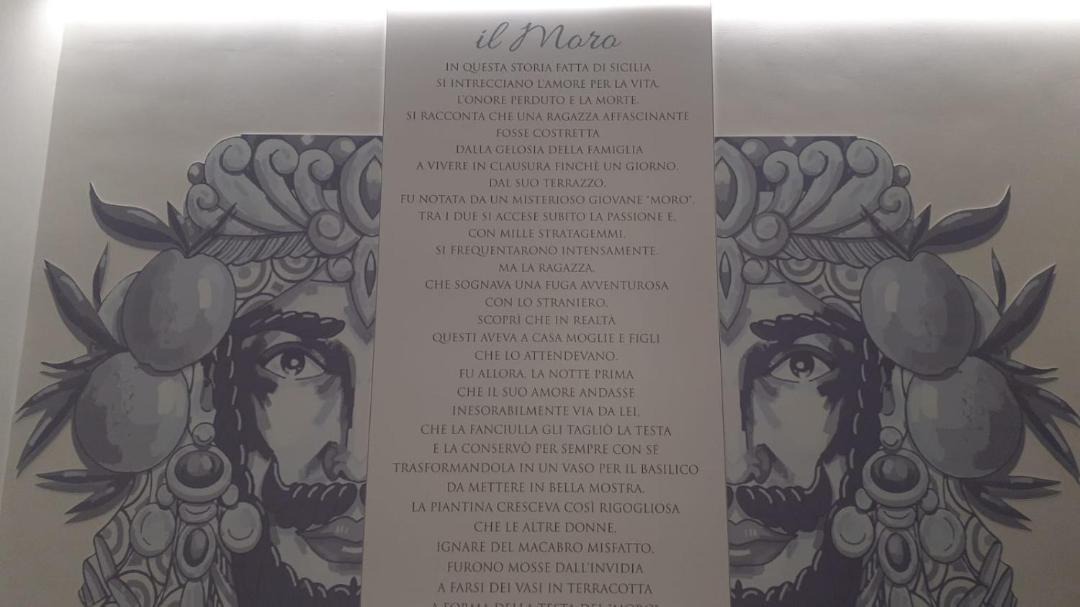 il Moro
IN QUESTA STORIA FATTA DI SICILIA
SI INTRECCIANO L'AMORE PER LA VITA,
L'ONORE PERDUTO E LA MORTE.
SI RACCONTA CHE UNA RAGAZZA AFFASCINANTE
FOSSE COSTRETTA
DALLA GELOSIA DELLA FAMIGLIA
A VIVERE IN CLAUSURA FINCHÈ UN GIORNO,
DAL SUO TERRAZZO,
FU NOTATA DA UN MISTERIOSO GIOVANE "MORO".
TRA I DUE SI ACCESE SUBITO LA PASSIONE E,
CON MILLE STRATAGEMMI,
SI FREQUENTARONO INTENSAMENTE.
MA LA RAGAZZA,
CHE SOGNAVA UNA FUGA AVVENTUROSA
CON LO STRANIERO,
SCOPRÌ CHE IN REALTÀ
QUESTI AVEVA A CASA MOGLIE E FIGLI
CHE LO ATTENDEVANO.
FU ALLORA, LA NOTTE PRIMA
CHE IL SUO AMORE ANDASSE
INESORABILMENTE VIA DA LEI,
CHE LA FANCIULLA GLI TAGLIÒ LA TESTA
E LA CONSERVÒ PER SEMPRE CON SÉ
TRASFORMANDOLA IN UN VASO PER IL BASILICO
DA METTERE IN BELLA MOSTRA.
LA PIANTINA CRESCEVA COSÌ RIGOGLIOSA
CHE LE ALTRE DONNE,
IGNARE DEL MACABRO MISFATTO,
FURONO MOSSE DALL'INVIDIA
A FARSI DEI VASI IN TERRACOTTA
A FORMA DELLA TESTA DEL "MORO"